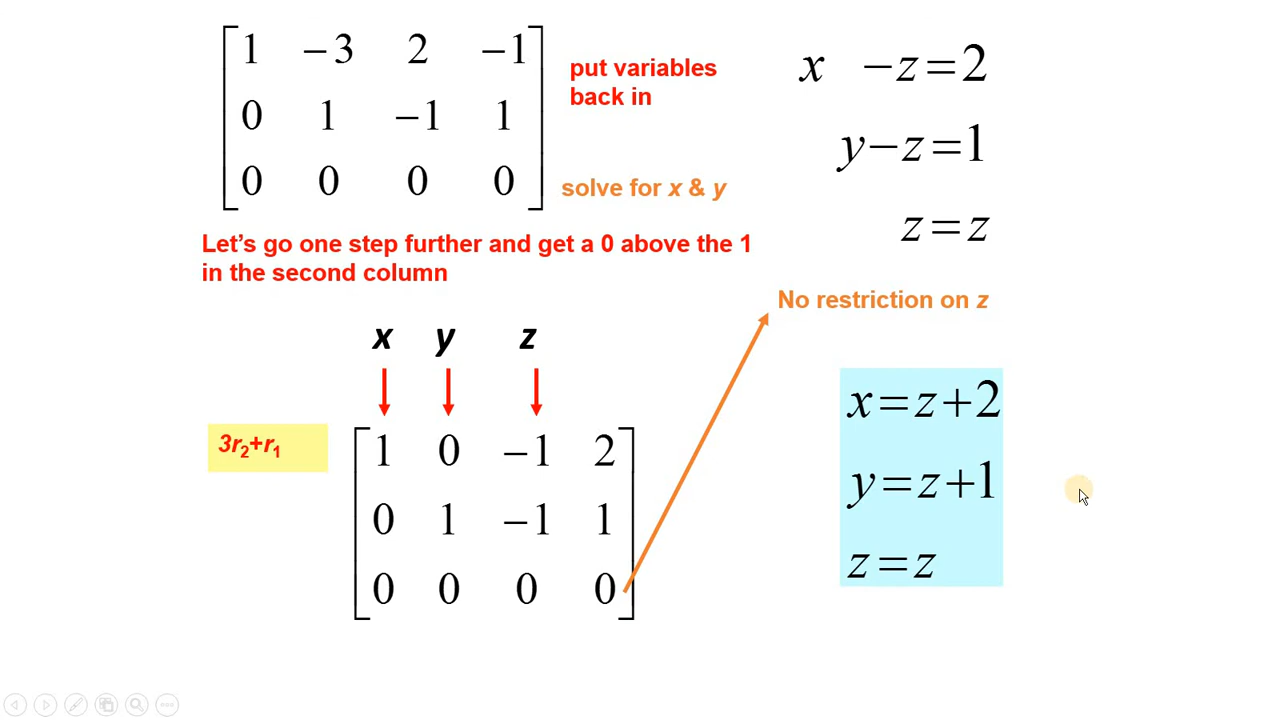 1 −3 2 −1
0 1 −1 1
0 0 0 0
put variables
back in
solve for x & y
x −z=2
y−z=1
z=z
Let's go one step further and get a 0 above the 1
in the second column
No restriction on z
x y z
3r₂+r₁
1 0 −1 2
0 1 −1 1
0 0 0 0
x=z+2
y=z+1
z=z